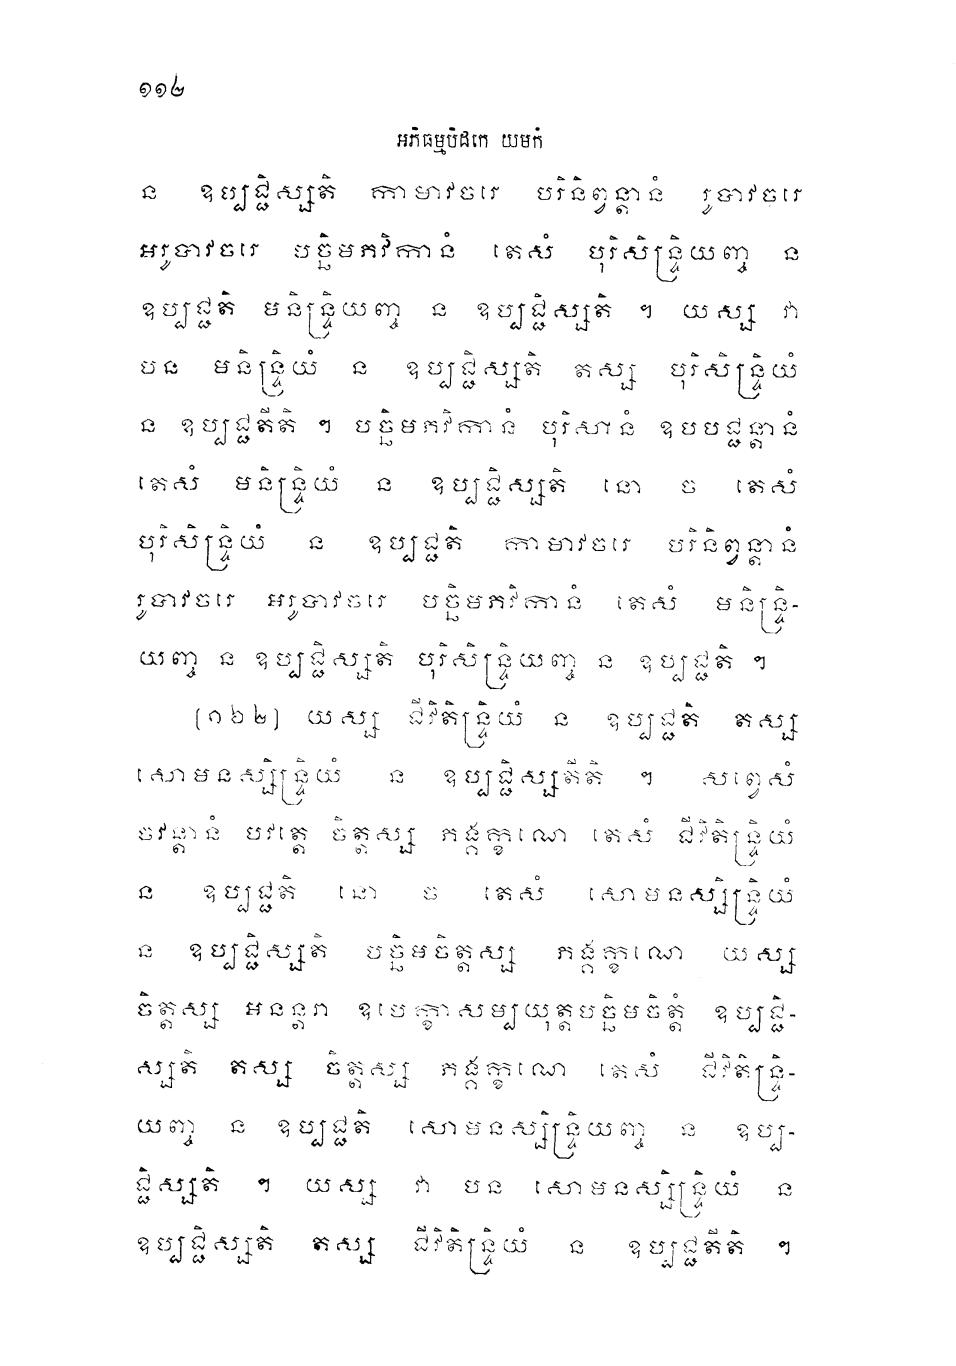 ១១២
អភិធម្មបិដកេ យមកំ
ន ឧប្បជ្ជិស្សតិ កាមាវចរេ បរិនិព្វន្តានំ រូបាវចរេ
អរូបាវចរេ បច្ឆិមភវិកានំ តេសំ បុរិសិន្ទ្រិយញ្ច ន
ឧប្បជ្ជតិ មនិន្ទ្រិយញ្ច ន ឧប្បជ្ជិស្សតិ ។ យស្ស វា
បន មនិន្ទ្រិយំ ន ឧប្បជ្ជិស្សតិ តស្ស បុរិសិន្ទ្រិយំ
ន ឧប្បជ្ជតីតិ ។ បច្ឆិមភវិកានំ បុរិសានំ ឧបបជ្ជន្តានំ
តេសំ មនិន្ទ្រិយំ ន ឧប្បជ្ជិស្សតិ នោ ច តេសំ
បុរិសិន្ទ្រិយំ ន ឧប្បជ្ជតិ កាមាវចរេ បរិនិព្វន្តានំ
រូបាវចរេ អរូបាវចរេ បច្ឆិមភវិកានំ តេសំ មនិន្ទ្រិ-
យញ្ច ន ឧប្បជ្ជិស្សតិ បុរិសិន្ទ្រិយញ្ច ន ឧប្បជ្ជតិ ។
(១៦២) យស្ស ជីវិតិន្ទ្រិយំ ន ឧប្បជ្ជតិ តស្ស
សោមនស្សិន្ទ្រិយំ ន ឧប្បជ្ជិស្សតីតិ ។ សព្វេសំ
ចវន្តានំ បវត្តេ ចិត្តស្ស ភង្គក្ខណេ តេសំ ជីវិតិន្ទ្រិយំ
ន ឧប្បជ្ជតិ នោ ច តេសំ សោមនស្សិន្ទ្រិយំ
ន ឧប្បជ្ជិស្សតិ បច្ឆិមចិត្តស្ស ភង្គក្ខណេ យស្ស
ចិត្តស្ស អនន្តរា ឧបេក្ខាសម្បយុត្តបច្ឆិមចិត្តំ ឧប្បជ្ជិ-
ស្សតិ តស្ស ចិត្តស្ស ភង្គក្ខណេ តេសំ ជីវិតិន្ទ្រិ-
យញ្ច ន ឧប្បជ្ជតិ សោមនស្សិន្ទ្រិយញ្ច ន ឧប្ប-
ជ្ជិស្សតិ ។ យស្ស វា បន សោមនស្សិន្ទ្រិយំ ន
ឧប្បជ្ជិស្សតិ តស្ស ជីវិតិន្ទ្រិយំ ន ឧប្បជ្ជតីតិ ។